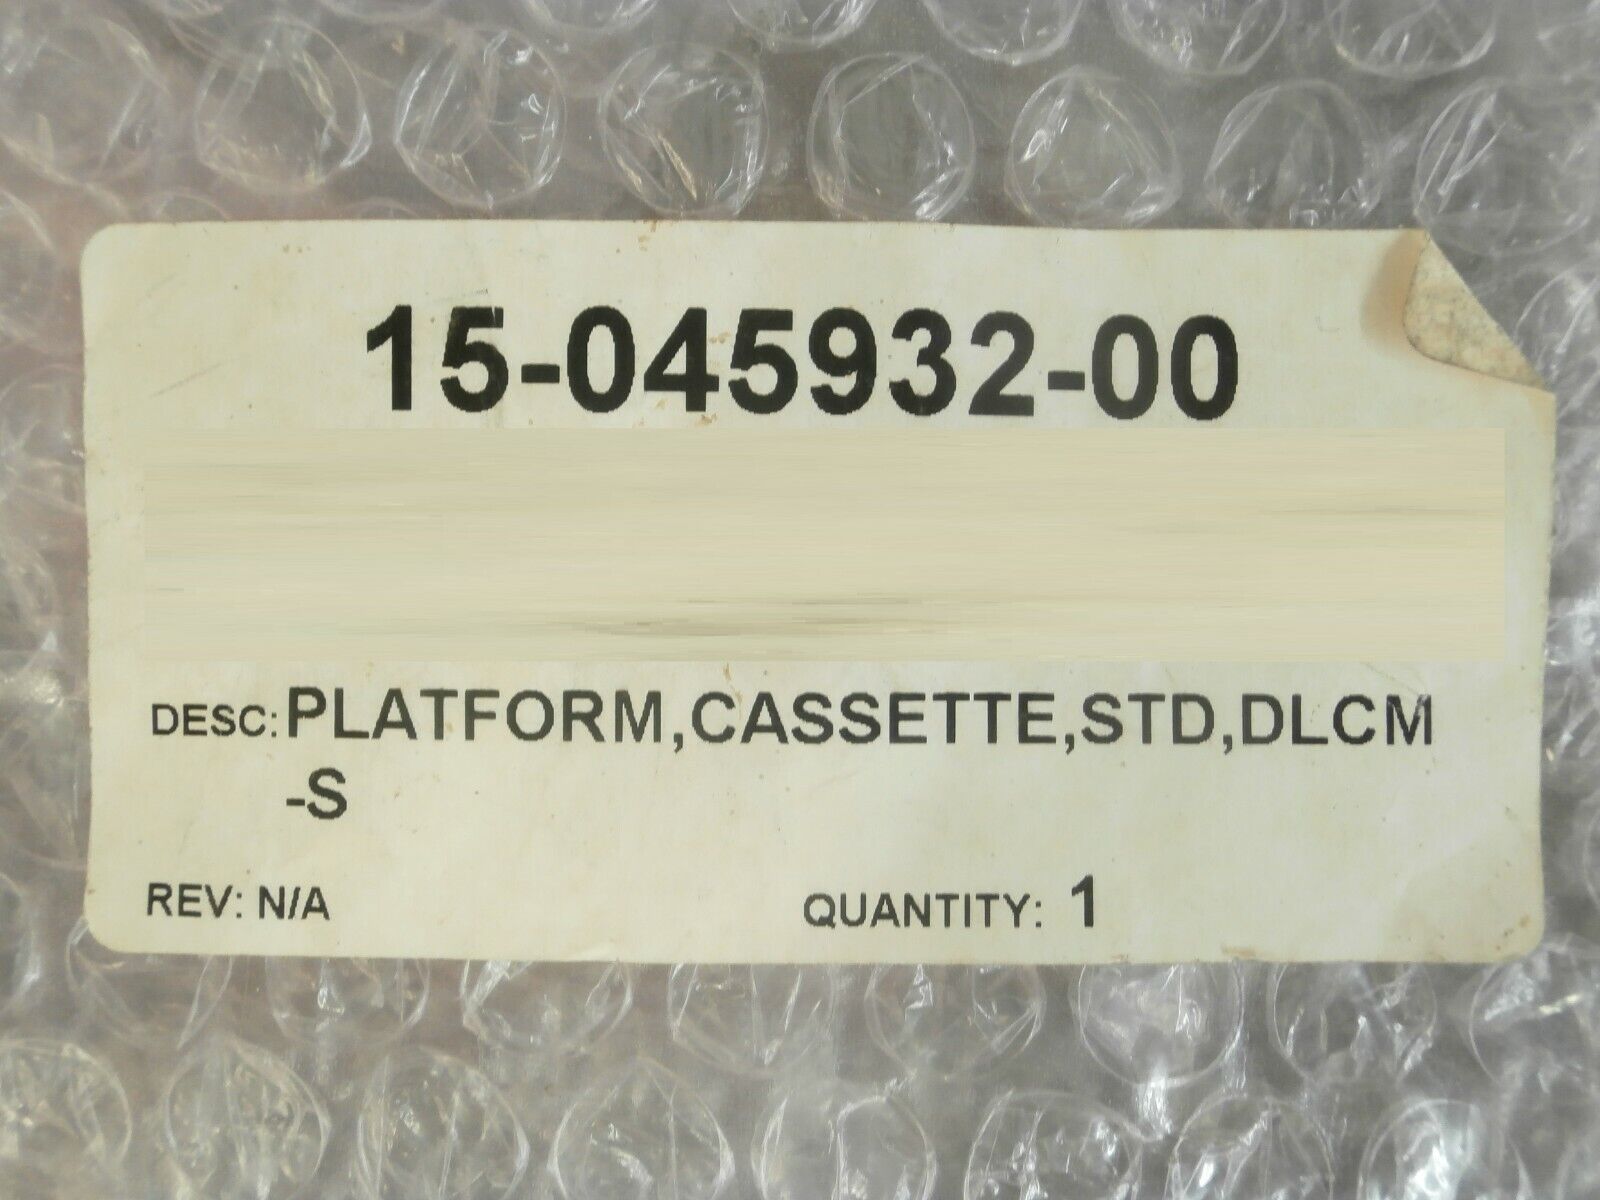 15-045932-00
DESC: PLATFORM,CASSETTE,STD,DLCM
-S
REV: N/A QUANTITY: 1